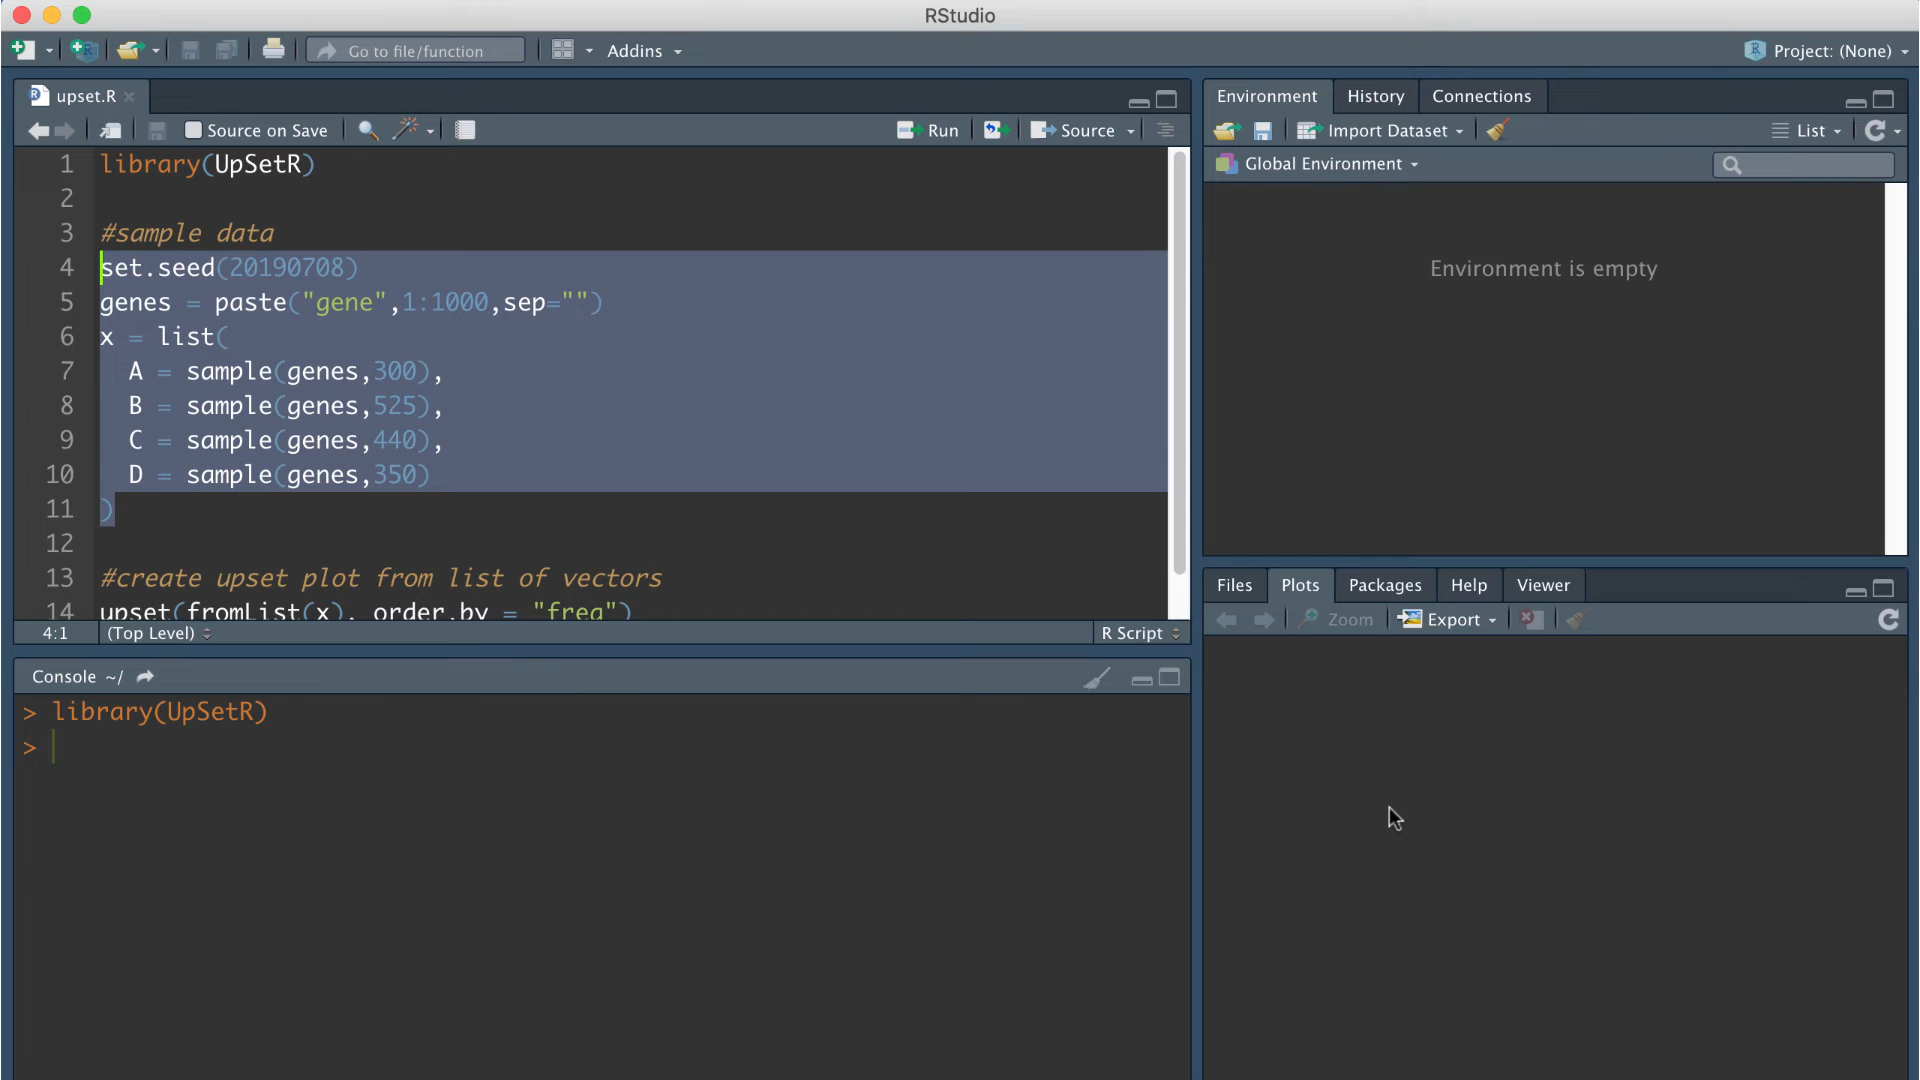 RStudio
Go to file/function
Addins
Project: (None)
upset.R
Source on Save
Run
Source
1 library(UpSetR)
2
3 #sample data
4 set.seed(20190708)
5 genes = paste("gene",1:1000,sep="")
6 x = list(
7 A = sample(genes,300),
8 B = sample(genes,525),
9 C = sample(genes,440),
10 D = sample(genes,350)
11 )
12
13 #create upset plot from list of vectors
14 upset(fromList(x), order.by = "freq")
4:1 (Top Level)
R Script
Console ~/
> library(UpSetR)
>
Environment History Connections
Import Dataset
List
Global Environment
Environment is empty
Files Plots Packages Help Viewer
Zoom Export